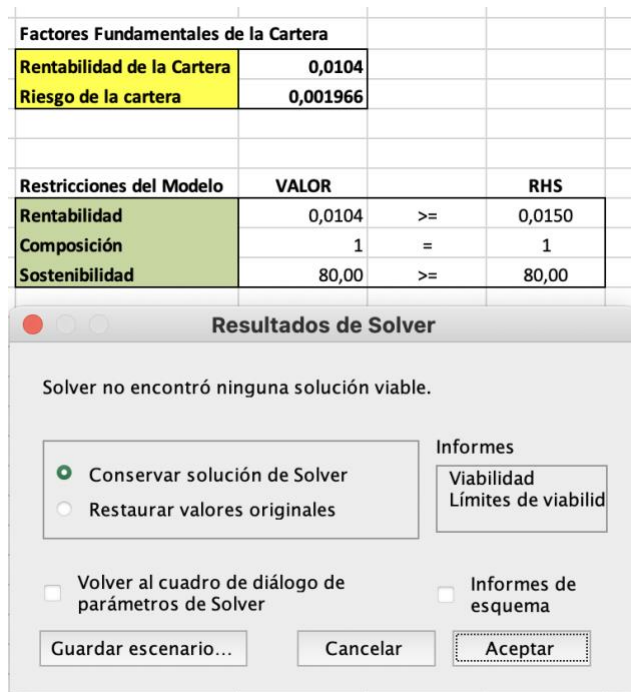 Factores Fundamentales de la Cartera
Rentabilidad de la Cartera 0,0104
Riesgo de la cartera 0,001966
Restricciones del Modelo VALOR RHS
Rentabilidad 0,0104 >= 0,0150
Composición 1 = 1
Sostenibilidad 80,00 >= 80,00
Resultados de Solver
Solver no encontró ninguna solución viable.
Informes
Conservar solución de Solver
Restaurar valores originales
Viabilidad
Límites de viabilid
Volver al cuadro de diálogo de
parámetros de Solver
Informes de
esquema
Guardar escenario... Cancelar Aceptar